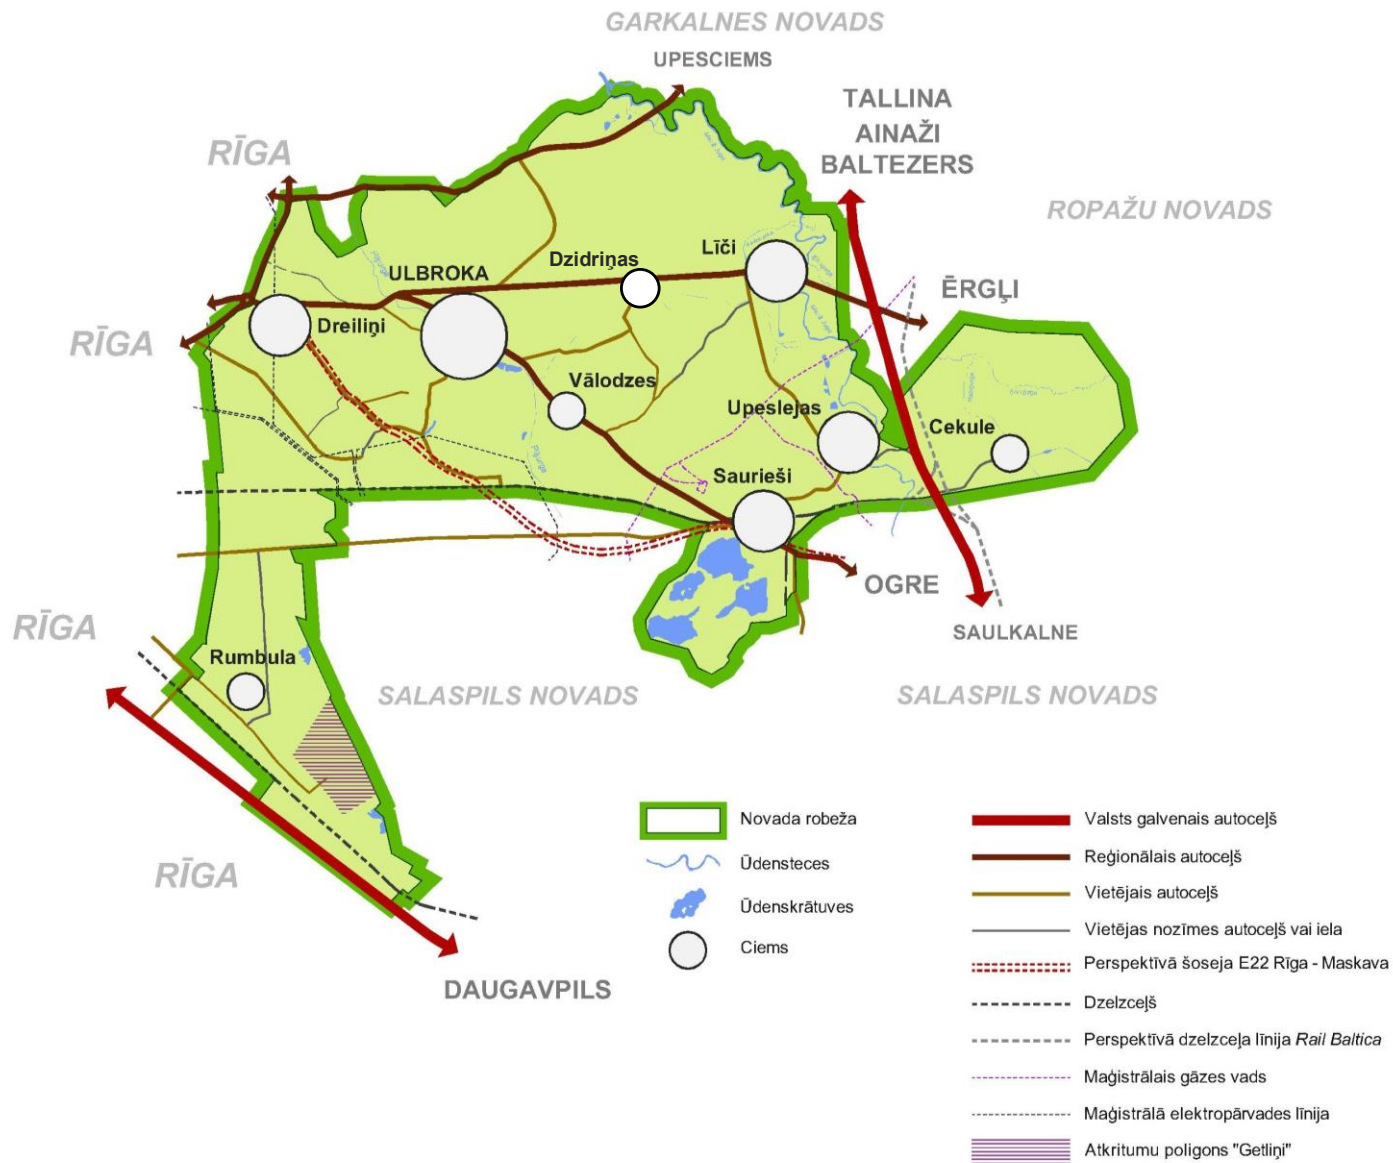 GARKALNES NOVADS
UPESCIEMS
TALLINA
AINAŽI
BALTEZERS
RĪGA
ROPAŽU NOVADS
Līči
Dzidriņas
ULBROKA
ĒRGĻI
Dreiliņi
RĪGA
Vālodzes
Upeslejas
Cekule
Saurieši
OGRE
RĪGA
SAULKALNE
Rumbula
SALASPILS NOVADS
SALASPILS NOVADS
RĪGA
DAUGAVPILS
Novada robeža
Ūdensteces
Ūdenskrātuves
Ciems
Valsts galvenais autoceļš
Reģionālais autoceļš
Vietējais autoceļš
Vietējas nozīmes autoceļš vai iela
Perspektīvā šoseja E22 Rīga - Maskava
Dzelzceļš
Perspektīvā dzelzceļa līnija Rail Baltica
Maģistrālais gāzes vads
Maģistrālā elektropārvades līnija
Atkritumu poligons "Getliņi"